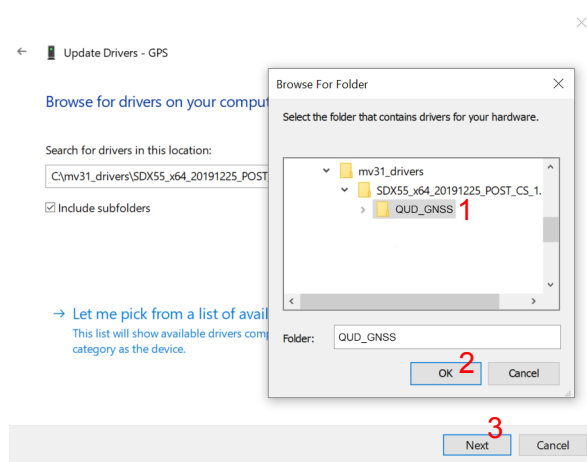 Update Drivers - GPS
Browse for drivers on your comput
Search for drivers in this location:
C:\mv31_drivers\SDX55_x64_20191225_POST
Include subfolders
→ Let me pick from a list of avail
This list will show available drivers comp
category as the device.
Browse For Folder
Select the folder that contains drivers for your hardware.
mv31_drivers
SDX55_x64_20191225_POST_CS_1.
QUD_GNSS 1
Folder: QUD_GNSS
2
OK Cancel
3
Next Cancel